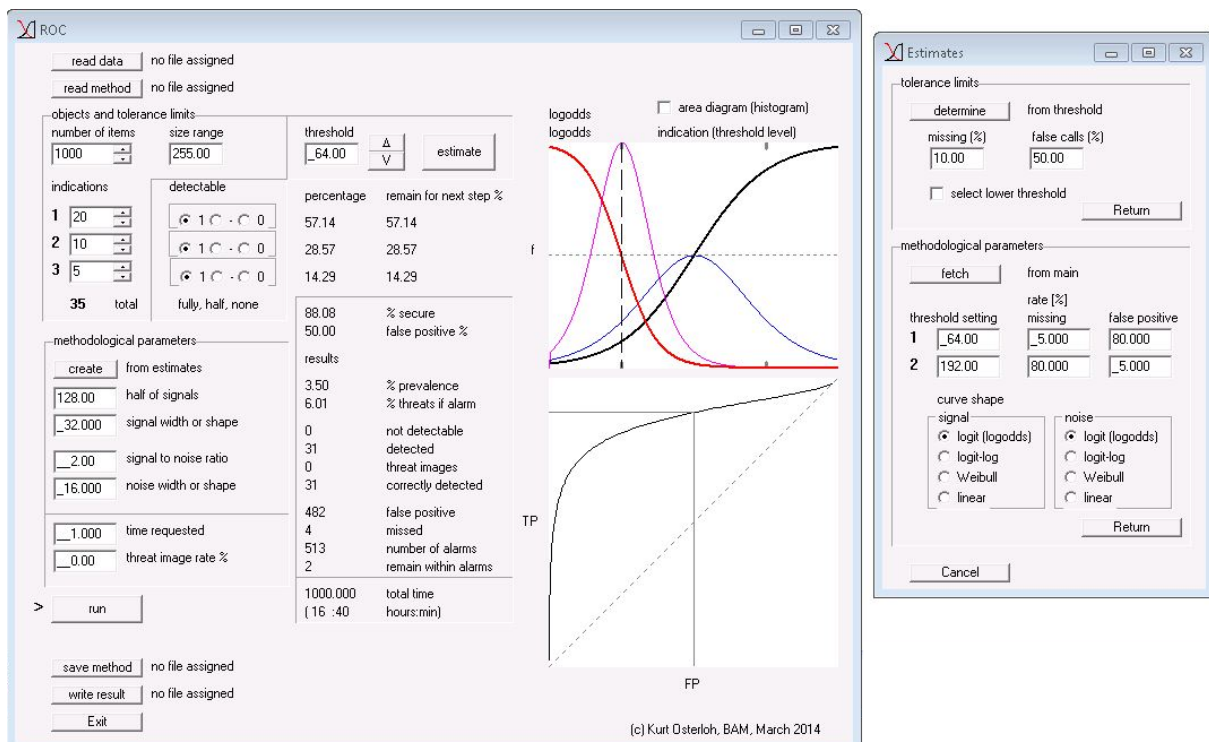 ROC
read data no file assigned
read method no file assigned
objects and tolerance limits
number of items size range threshold
1000 255.00 _64.00 Δ V estimate
indications detectable
percentage remain for next step %
1 20 1 - 0 57.14 57.14
2 10 1 - 0 28.57 28.57
3 5 1 - 0 14.29 14.29
35 total fully, half, none
88.08 % secure
50.00 false positive %
methodological parameters
results
create from estimates
3.50 % prevalence
128.00 half of signals
6.01 % threats if alarm
_32.000 signal width or shape
0 not detectable
31 detected
__2.00 signal to noise ratio
0 threat images
_16.000 noise width or shape
31 correctly detected
482 false positive
__1.000 time requested
4 missed
513 number of alarms
__0.00 threat image rate %
2 remain within alarms
1000.000 total time
( 16 :40 hours:min)
> run
save method no file assigned
write result no file assigned
Exit
logodds area diagram (histogram)
logodds indication (threshold level)
f
TP
FP
(c) Kurt Osterloh, BAM, March 2014
Estimates
tolerance limits
determine from threshold
missing (%) false calls (%)
10.00 50.00
select lower threshold
Return
methodological parameters
fetch from main
rate [%]
threshold setting missing false positive
1 _64.00 _5.000 80.000
2 192.00 80.000 _5.000
curve shape
signal noise
logit (logodds) logit (logodds)
logit-log logit-log
Weibull Weibull
linear linear
Return
Cancel